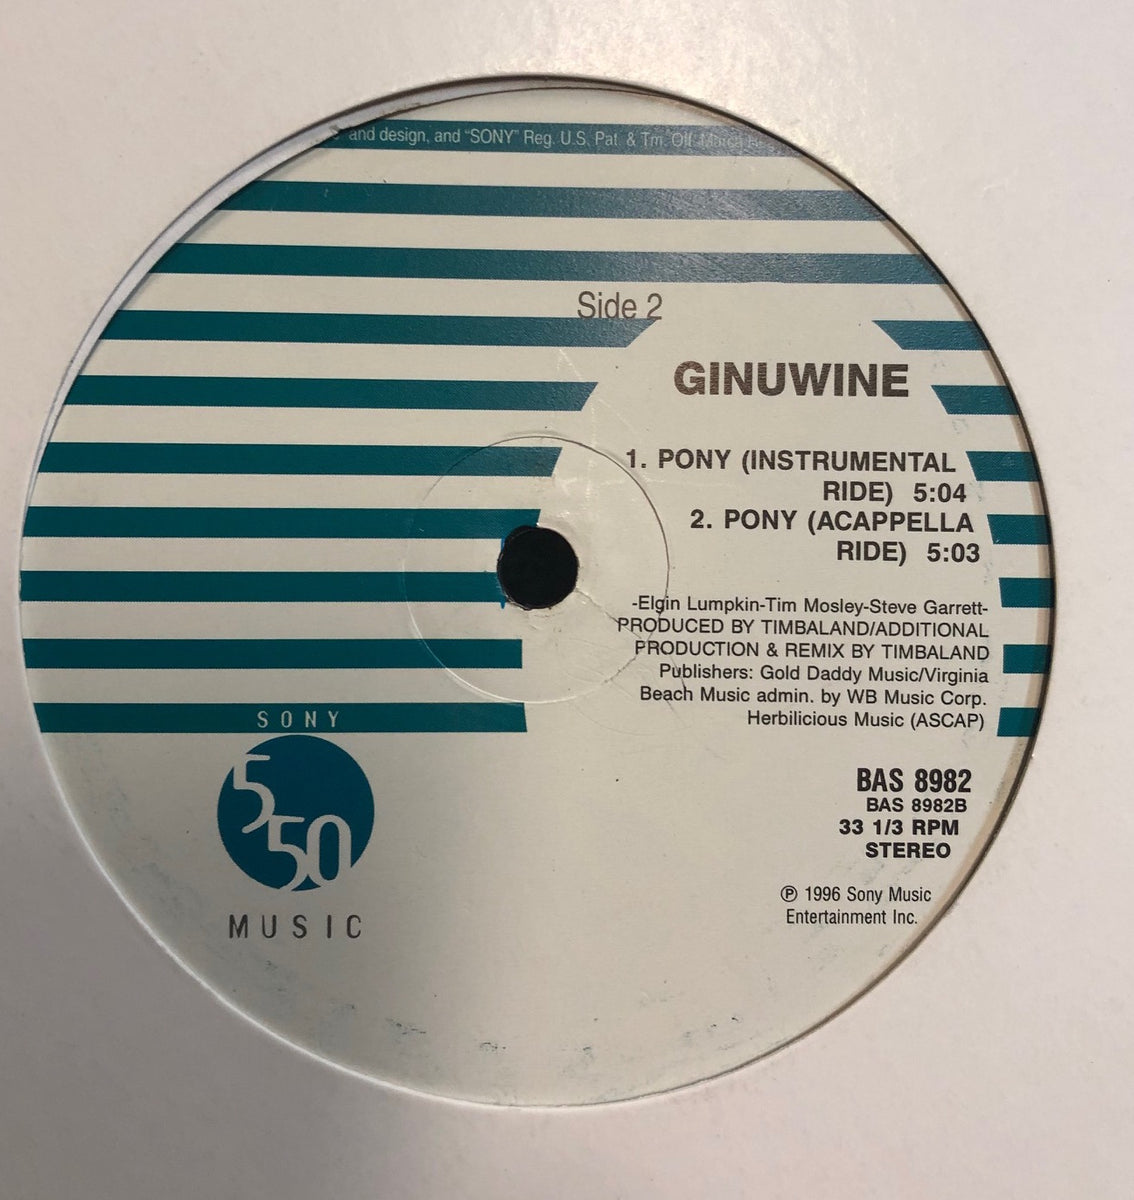 and design, and "SONY" Reg. U.S. Pat. & Tm. Off. Marca
Side 2
GINUWINE
1. PONY (INSTRUMENTAL
RIDE) 5:04
2. PONY (ACAPPELLA
RIDE) 5:03
-Elgin Lumpkin-Tim Mosley-Steve Garrett-
PRODUCED BY TIMBALAND/ADDITIONAL
PRODUCTION & REMIX BY TIMBALAND
Publishers: Gold Daddy Music/Virginia
Beach Music admin. by WB Music Corp.
Herbilicious Music (ASCAP)
SONY
550
MUSIC
BAS 8982
BAS 8982B
33 1/3 RPM
STEREO
℗ 1996 Sony Music
Entertainment Inc.